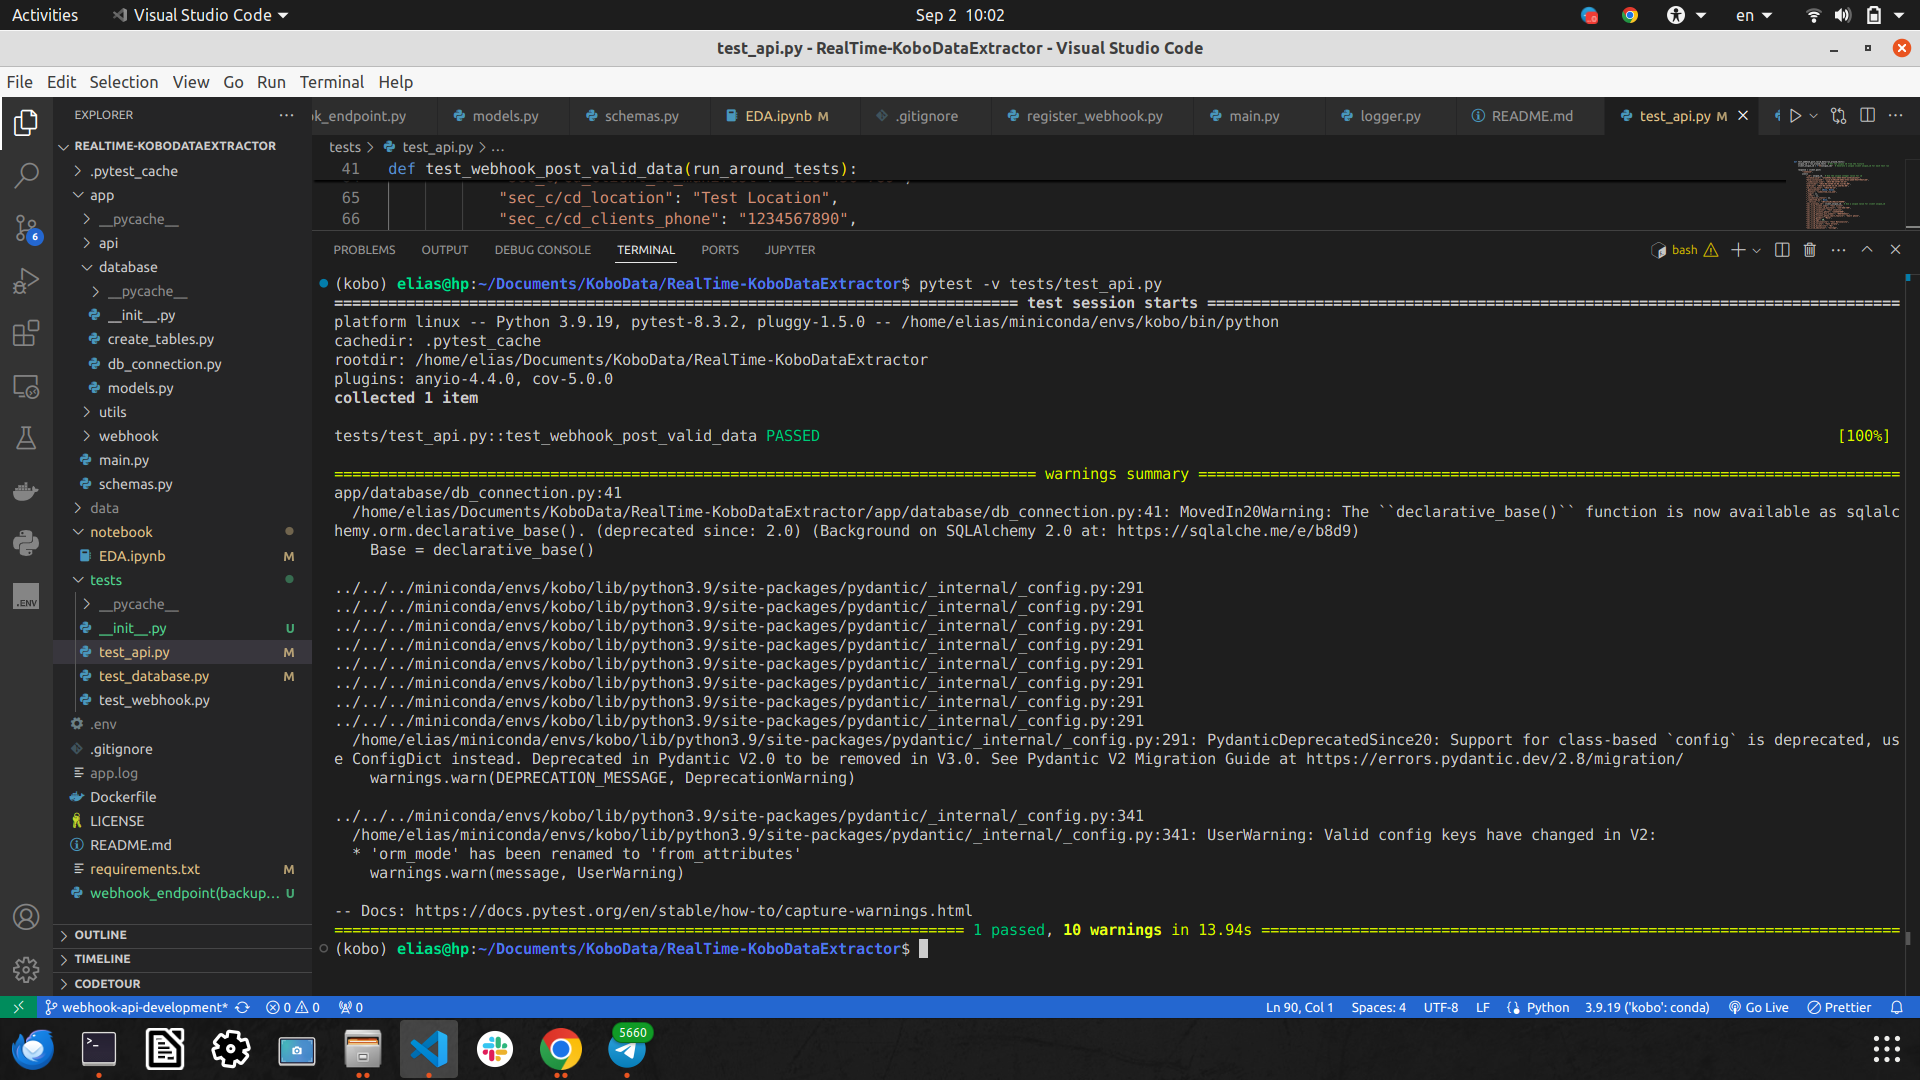 Activities
Visual Studio Code
Sep 2 10:02
en
test_api.py - RealTime-KoboDataExtractor - Visual Studio Code
File Edit Selection View Go Run Terminal Help
EXPLORER
REALTIME-KOBODATAEXTRACTOR
.pytest_cache
app
__pycache__
api
database
__pycache__
__init__.py
create_tables.py
db_connection.py
models.py
utils
webhook
main.py
schemas.py
data
notebook
EDA.ipynb M
tests
__pycache__
__init__.py U
test_api.py M
test_database.py M
test_webhook.py
.env
.gitignore
app.log
Dockerfile
LICENSE
README.md
requirements.txt M
webhook_endpoint(backup... U
OUTLINE
TIMELINE
CODETOUR
6
.ENV
k_endpoint.py models.py schemas.py EDA.ipynb M .gitignore register_webhook.py main.py logger.py README.md test_api.py M
tests > test_api.py > ...
41 def test_webhook_post_valid_data(run_around_tests):
65 "sec_c/cd_location": "Test Location",
66 "sec_c/cd_clients_phone": "1234567890",
PROBLEMS OUTPUT DEBUG CONSOLE TERMINAL PORTS JUPYTER
bash
(kobo) elias@hp:~/Documents/KoboData/RealTime-KoboDataExtractor$ pytest -v tests/test_api.py
============================================================================ test session starts =============================================================================
platform linux -- Python 3.9.19, pytest-8.3.2, pluggy-1.5.0 -- /home/elias/miniconda/envs/kobo/bin/python
cachedir: .pytest_cache
rootdir: /home/elias/Documents/KoboData/RealTime-KoboDataExtractor
plugins: anyio-4.4.0, cov-5.0.0
collected 1 item
tests/test_api.py::test_webhook_post_valid_data PASSED [100%]
============================================================================== warnings summary ==============================================================================
app/database/db_connection.py:41
/home/elias/Documents/KoboData/RealTime-KoboDataExtractor/app/database/db_connection.py:41: MovedIn20Warning: The ``declarative_base()`` function is now available as sqlalc
hemy.orm.declarative_base(). (deprecated since: 2.0) (Background on SQLAlchemy 2.0 at: https://sqlalche.me/e/b8d9)
Base = declarative_base()
../../../miniconda/envs/kobo/lib/python3.9/site-packages/pydantic/_internal/_config.py:291
../../../miniconda/envs/kobo/lib/python3.9/site-packages/pydantic/_internal/_config.py:291
../../../miniconda/envs/kobo/lib/python3.9/site-packages/pydantic/_internal/_config.py:291
../../../miniconda/envs/kobo/lib/python3.9/site-packages/pydantic/_internal/_config.py:291
../../../miniconda/envs/kobo/lib/python3.9/site-packages/pydantic/_internal/_config.py:291
../../../miniconda/envs/kobo/lib/python3.9/site-packages/pydantic/_internal/_config.py:291
../../../miniconda/envs/kobo/lib/python3.9/site-packages/pydantic/_internal/_config.py:291
../../../miniconda/envs/kobo/lib/python3.9/site-packages/pydantic/_internal/_config.py:291
/home/elias/miniconda/envs/kobo/lib/python3.9/site-packages/pydantic/_internal/_config.py:291: PydanticDeprecatedSince20: Support for class-based `config` is deprecated, us
e ConfigDict instead. Deprecated in Pydantic V2.0 to be removed in V3.0. See Pydantic V2 Migration Guide at https://errors.pydantic.dev/2.8/migration/
warnings.warn(DEPRECATION_MESSAGE, DeprecationWarning)
../../../miniconda/envs/kobo/lib/python3.9/site-packages/pydantic/_internal/_config.py:341
/home/elias/miniconda/envs/kobo/lib/python3.9/site-packages/pydantic/_internal/_config.py:341: UserWarning: Valid config keys have changed in V2:
* 'orm_mode' has been renamed to 'from_attributes'
warnings.warn(message, UserWarning)
-- Docs: https://docs.pytest.org/en/stable/how-to/capture-warnings.html
====================================================================== 1 passed, 10 warnings in 13.94s =======================================================================
(kobo) elias@hp:~/Documents/KoboData/RealTime-KoboDataExtractor$
webhook-api-development* 0 0 0
Ln 90, Col 1 Spaces: 4 UTF-8 LF Python 3.9.19 ('kobo': conda) Go Live Prettier
5660